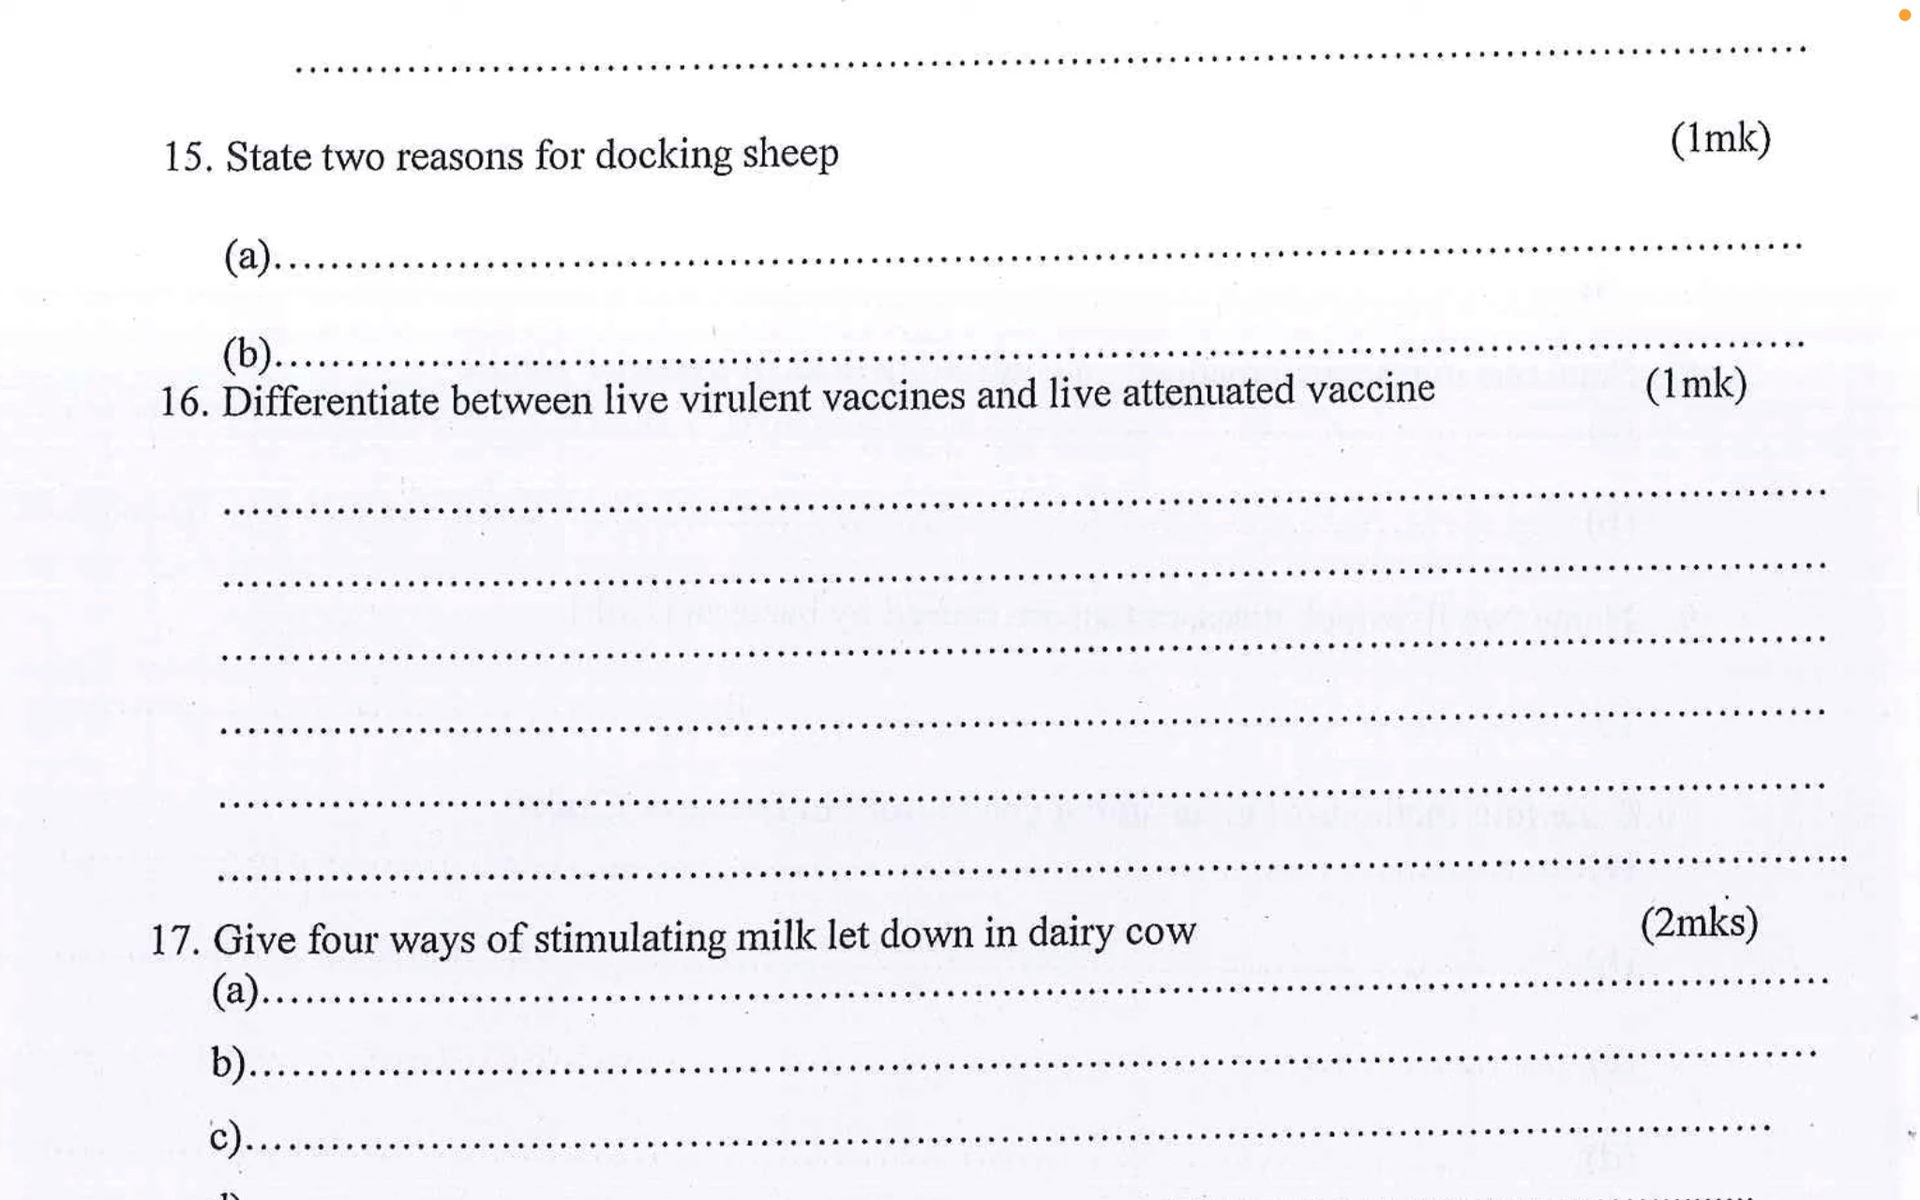 15. State two reasons for docking sheep (1mk)
(a)................................................................
(b)................................................................
16. Differentiate between live virulent vaccines and live attenuated vaccine (1mk)
17. Give four ways of stimulating milk let down in dairy cow (2mks)
(a)................................................................
b)................................................................
c)................................................................